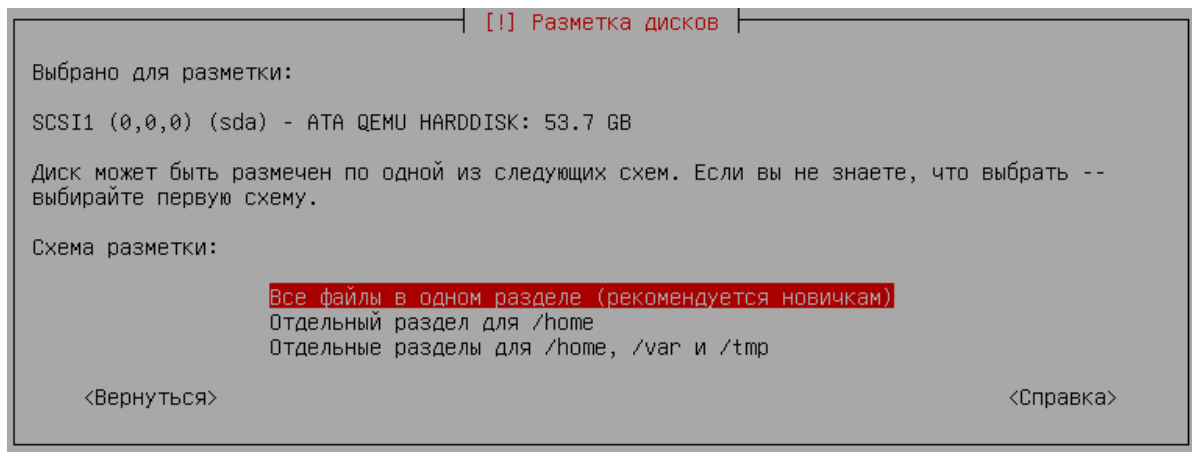 [!] Разметка дисков
Выбрано для разметки:
SCSI1 (0,0,0) (sda) - ATA QEMU HARDDISK: 53.7 GB
Диск может быть размечен по одной из следующих схем. Если вы не знаете, что выбрать --
выбирайте первую схему.
Схема разметки:
Все файлы в одном разделе (рекомендуется новичкам)
Отдельный раздел для /home
Отдельные разделы для /home, /var и /tmp
<Вернуться> <Справка>